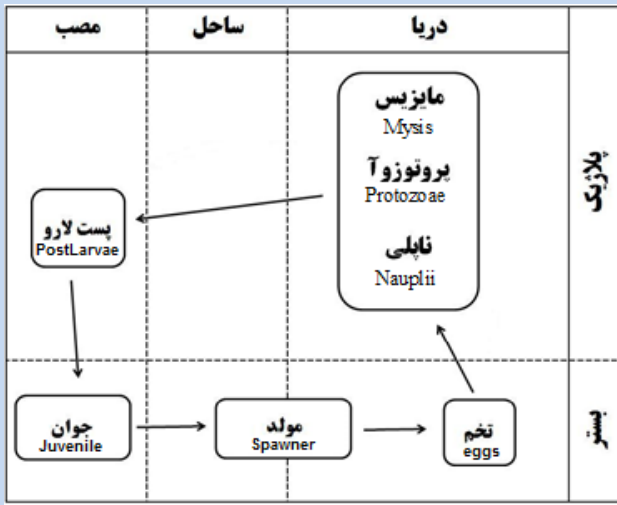 دریا
ساحل
مصب
پلاژیک
مایزیس
Mysis
پروتوزوآ
Protozoae
ناپلی
Nauplii
پست لارو
PostLarvae
بستر
تخم
eggs
مولد
Spawner
جوان
Juvenile